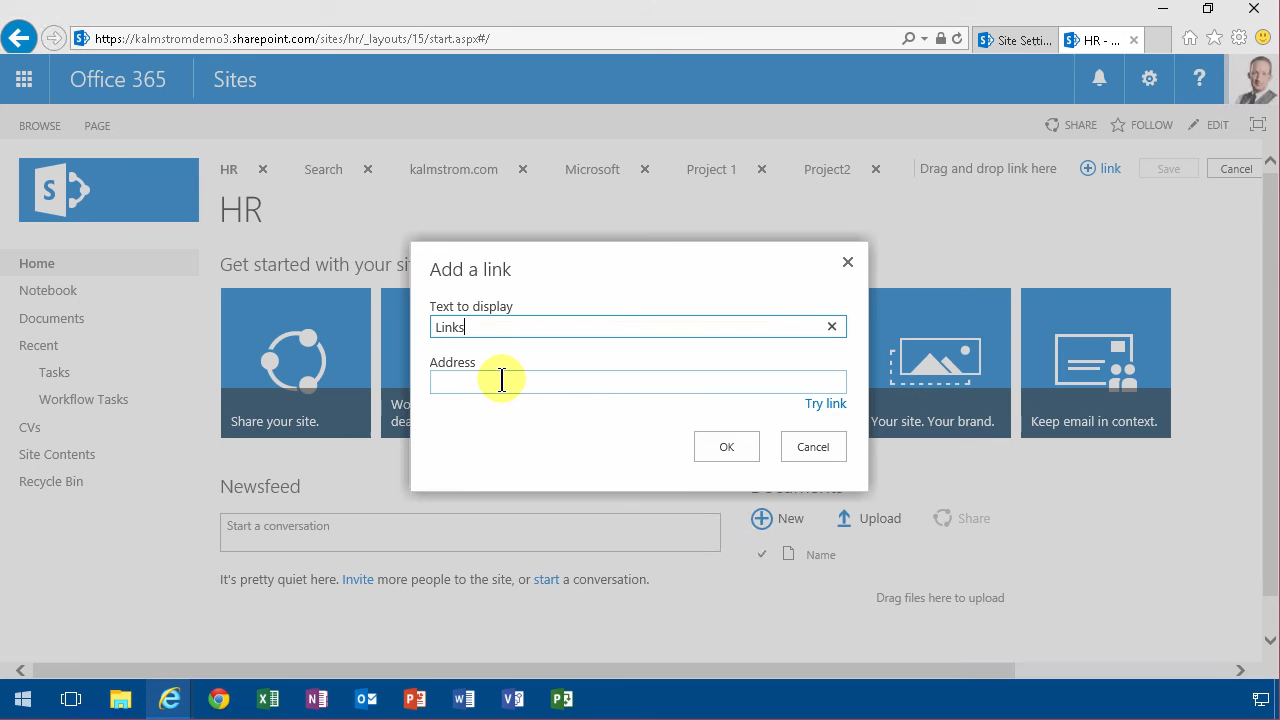 https://kalmstromdemo3.sharepoint.com/sites/hr/_layouts/15/start.aspx#/
Site Setti...
HR - ...
Office 365
Sites
?
BROWSE
PAGE
SHARE
FOLLOW
EDIT
S
HR
Search
kalmstrom.com
Microsoft
Project 1
Project2
Drag and drop link here
link
Save
Cancel
HR
Home
Notebook
Documents
Recent
Tasks
Workflow Tasks
CVs
Site Contents
Recycle Bin
Get started with your si
Share your site.
Wo
dea
Your site. Your brand.
Keep email in context.
Add a link
Text to display
Links
Address
Try link
OK
Cancel
Newsfeed
Start a conversation
It's pretty quiet here. Invite more people to the site, or start a conversation.
Documents
New
Upload
Share
Name
Drag files here to upload